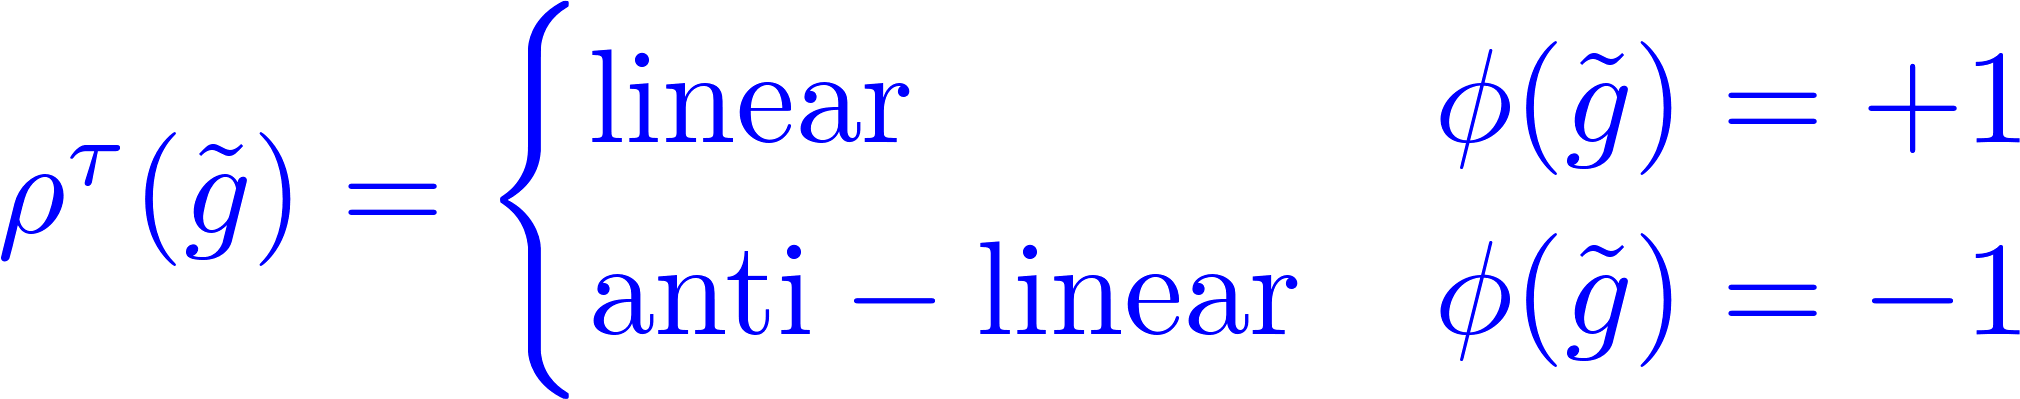 ρ^τ(g̃) = { linear ϕ(g̃) = +1
anti − linear ϕ(g̃) = −1